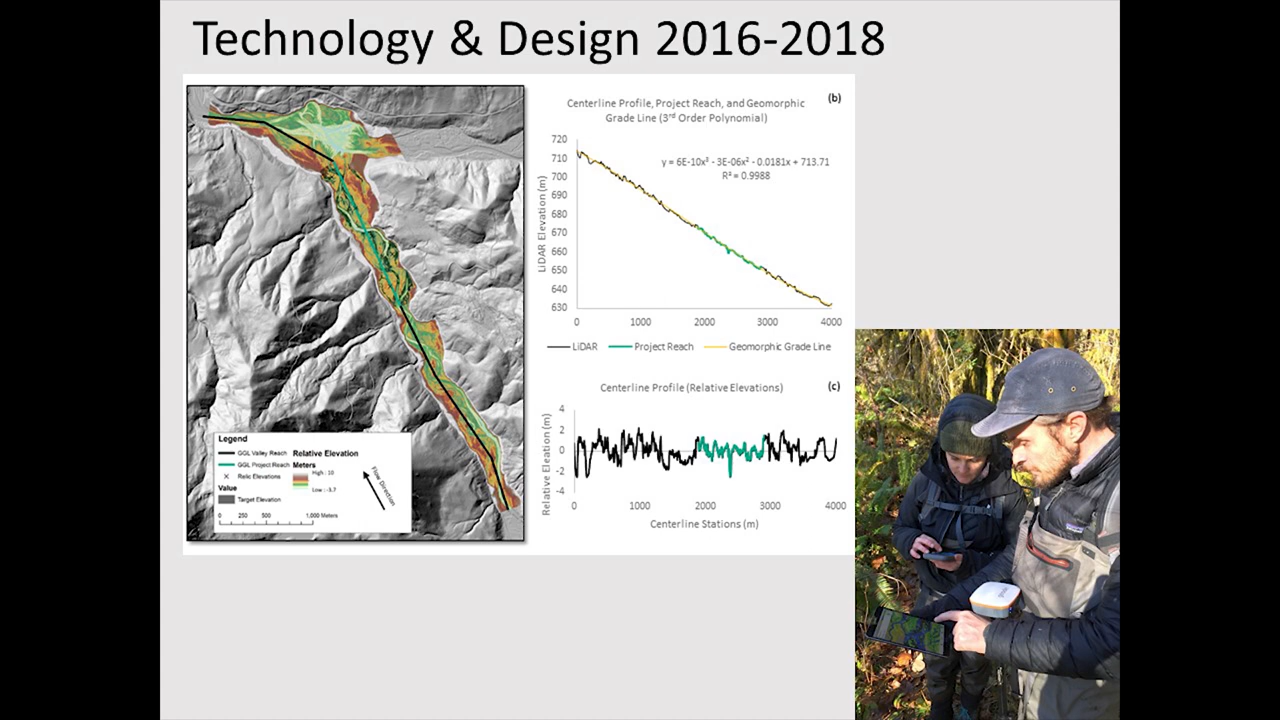 Technology & Design 2016-2018
(b)
Centerline Profile, Project Reach, and Geomorphic
Grade Line (3rd Order Polynomial)
720
710
700
690
680
670
660
650
640
630
LiDAR Elevation (m)
y = 6E-10x³ - 3E-06x² - 0.0181x + 713.71
R² = 0.9988
0 1000 2000 3000 4000
LiDAR Project Reach Geomorphic Grade Line
Centerline Profile (Relative Elevations)
(c)
4
2
0
-2
-4
Relative Eleation (m)
0 1000 2000 3000 4000
Centerline Stations (m)
Legend
GGL Valley Reach
GGL Project Reach
Relic Elevations
Value
Target Elevation
Relative Elevation
Meters
High : 10
Low : -3.7
Flow Direction
0 250 500 1,000 Meters